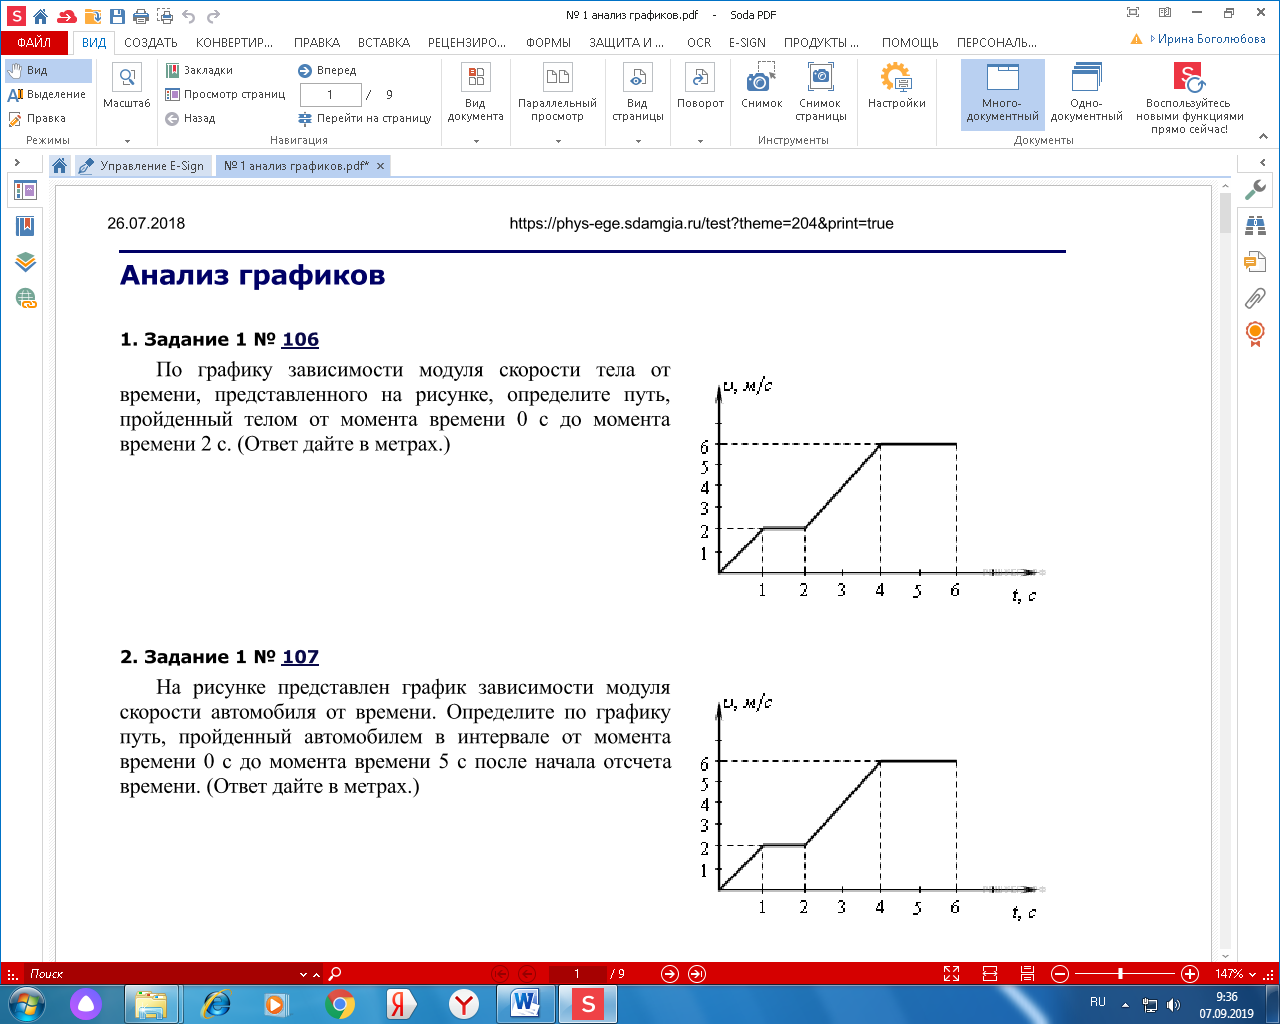 № 1 анализ графиков.pdf - Soda PDF
ФАЙЛ ВИД СОЗДАТЬ КОНВЕРТИР... ПРАВКА ВСТАВКА РЕЦЕНЗИРО... ФОРМЫ ЗАЩИТА И ... OCR E-SIGN ПРОДУКТЫ ... ПОМОЩЬ ПЕРСОНАЛЬ... Ирина Боголюбова
Вид
Выделение
Правка
Режимы
Масштаб
Закладки
Просмотр страниц
Назад
Вперед
1 / 9
Перейти на страницу
Навигация
Вид документа
Параллельный просмотр
Вид страницы
Поворот
Снимок
Снимок страницы
Инструменты
Настройки
Много-документный
Одно-документный
Воспользуйтесь новыми функциями прямо сейчас!
Документы
Управление E-Sign № 1 анализ графиков.pdf*
26.07.2018 https://phys-ege.sdamgia.ru/test?theme=204&print=true
Анализ графиков
1. Задание 1 № 106
По графику зависимости модуля скорости тела от
времени, представленного на рисунке, определите путь,
пройденный телом от момента времени 0 с до момента
времени 2 с. (Ответ дайте в метрах.)
υ, м/с
6
5
4
3
2
1
1 2 3 4 5 6
t, с
2. Задание 1 № 107
На рисунке представлен график зависимости модуля
скорости автомобиля от времени. Определите по графику
путь, пройденный автомобилем в интервале от момента
времени 0 с до момента времени 5 с после начала отсчета
времени. (Ответ дайте в метрах.)
υ, м/с
6
5
4
3
2
1
1 2 3 4 5 6
t, с
Поиск 1 / 9 147%
RU 9:36
07.09.2019